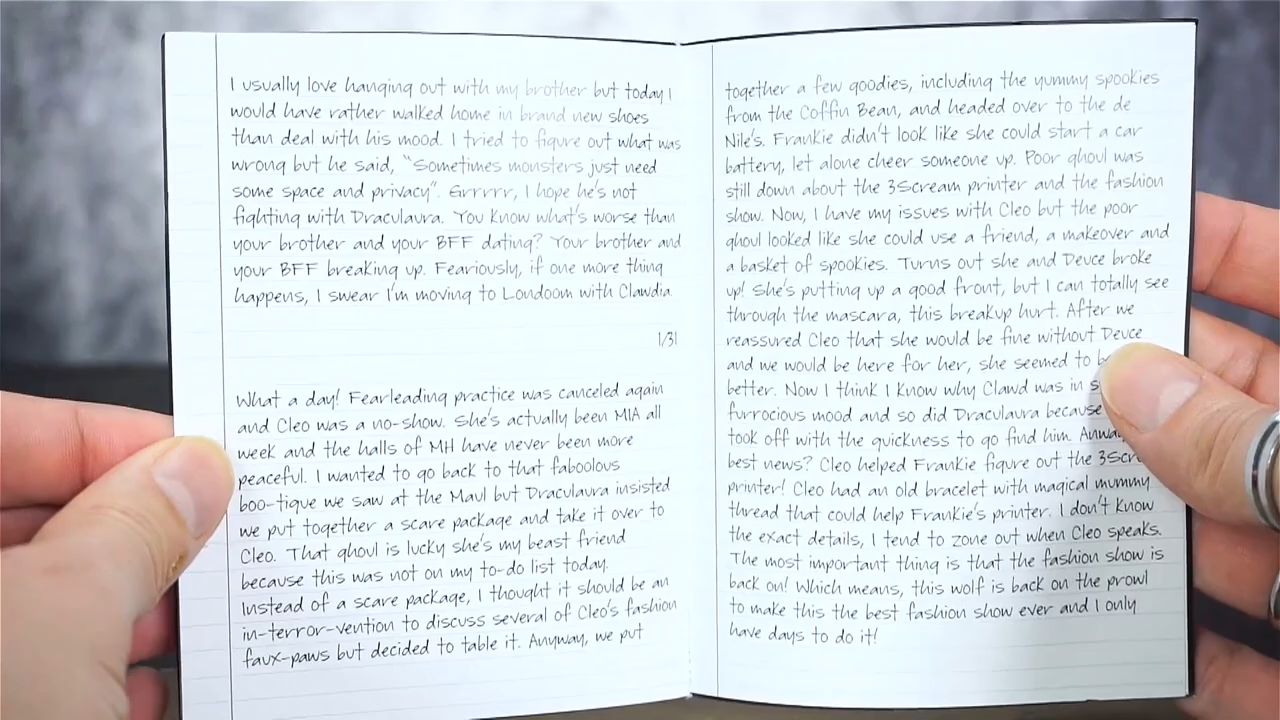 I usually love hanging out with my brother but today I
would have rather walked home in brand new shoes
than deal with his mood. I tried to figure out what was
wrong but he said, "Sometimes monsters just need
some space and privacy". Grrrrr, I hope he's not
fighting with Draculaura. You know what's worse than
your brother and your BFF dating? Your brother and
your BFF breaking up. Feariously, if one more thing
happens, I swear I'm moving to Londoom with Clawdia.
1/31
What a day! Fearleading practice was canceled again
and Cleo was a no-show. She's actually been MIA all
week and the halls of MH have never been more
peaceful. I wanted to go back to that faboolous
boo-tique we saw at the Maul but Draculaura insisted
we put together a scare package and take it over to
Cleo. That ghoul is lucky she's my beast friend
because this was not on my to-do list today.
Instead of a scare package, I thought it should be an
in-terror-vention to discuss several of Cleo's fashion
faux-paws but decided to table it. Anyway, we put
together a few goodies, including the yummy spookies
from the Coffin Bean, and headed over to the de
Nile's. Frankie didn't look like she could start a car
battery, let alone cheer someone up. Poor ghoul was
still down about the 3Scream printer and the fashion
show. Now, I have my issues with Cleo but the poor
ghoul looked like she could use a friend, a makeover and
a basket of spookies. Turns out she and Deuce broke
up! She's putting up a good front, but I can totally see
through the mascara, this breakup hurt. After we
reassured Cleo that she would be fine without Deuce
and we would be here for her, she seemed to
better. Now I think I know why Clawd was in
furrocious mood and so did Draculaura because
took off with the quickness to go find him.
best news? Cleo helped Frankie figure out the
printer! Cleo had an old bracelet with magical mummy
thread that could help Frankie's printer. I don't know
the exact details, I tend to zone out when Cleo speaks.
The most important thing is that the fashion show is
back on! Which means, this wolf is back on the prowl
to make this the best fashion show ever and I only
have days to do it!